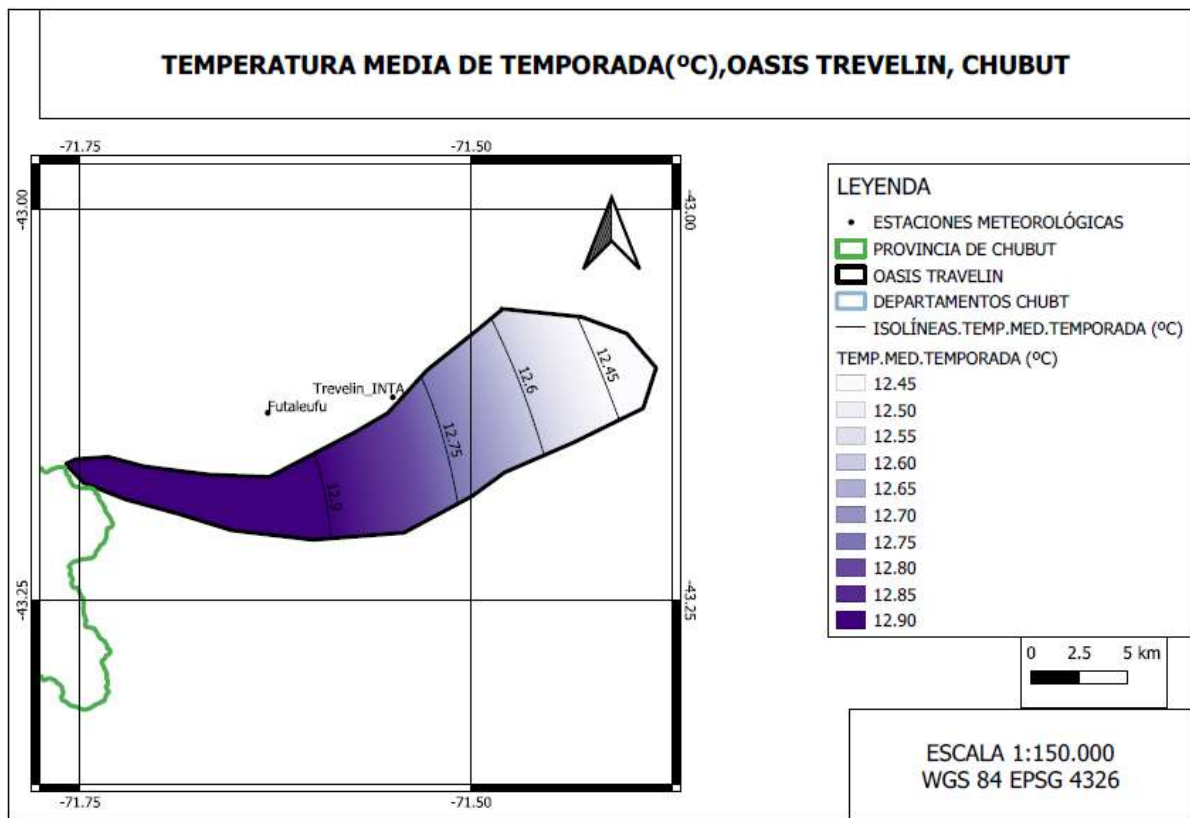 TEMPERATURA MEDIA DE TEMPORADA(ºC),OASIS TREVELIN, CHUBUT
-71.75
-71.50
-43.00
-43.00
LEYENDA
ESTACIONES METEOROLÓGICAS
PROVINCIA DE CHUBUT
OASIS TRAVELIN
DEPARTAMENTOS CHUBT
ISOLÍNEAS.TEMP.MED.TEMPORADA (ºC)
TEMP.MED.TEMPORADA (ºC)
12.45
12.50
12.55
12.60
12.65
12.70
12.75
12.80
12.85
12.90
12.45
12.6
Trevelin_INTA
Futaleufu
12.75
12.9
-43.25
-43.25
-71.75
-71.50
0 2.5 5 km
ESCALA 1:150.000
WGS 84 EPSG 4326